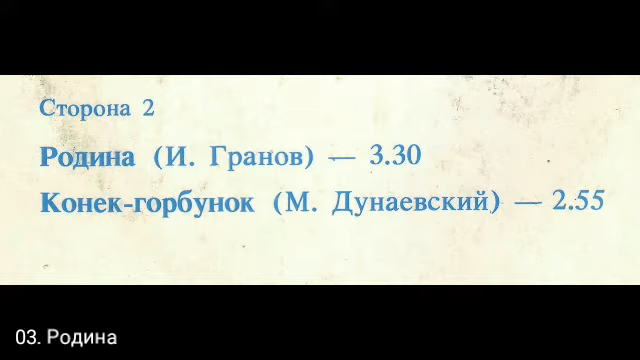 Сторона 2
Родина (И. Гранов) — 3.30
Конек-горбунок (М. Дунаевский) — 2.55
03. Родина